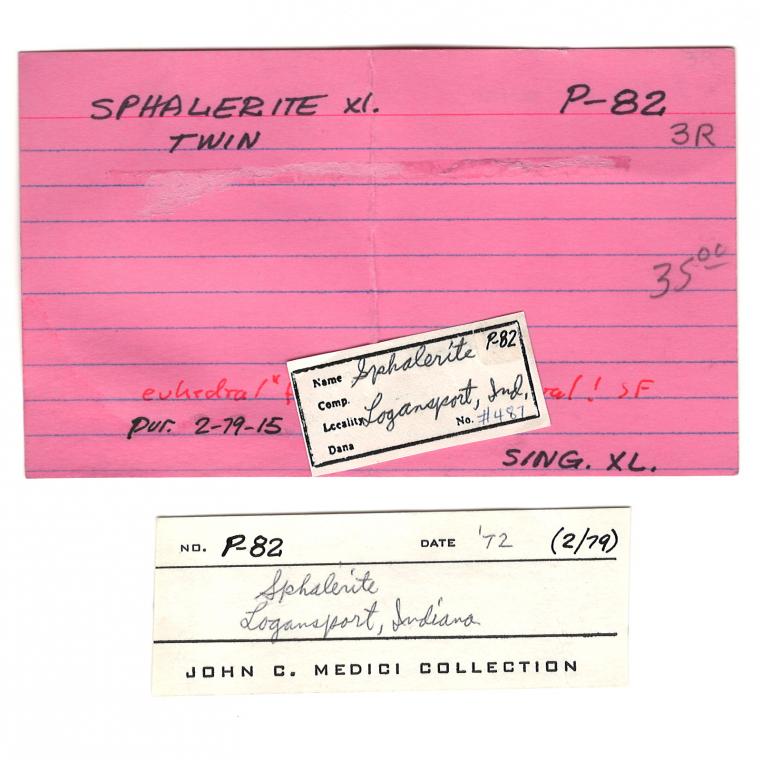 SPHALERITE xl. P-82
TWIN 3R
35 00
euhedral" al! SF
Pur. 2-79-15
SING. XL.
P-82
Name Sphalerite
Comp.
Locality Logansport, Ind.
No. #487
Dana
NO. P-82 DATE '72 (2/79)
Sphalerite
Logansport, Indiana
JOHN C. MEDICI COLLECTION